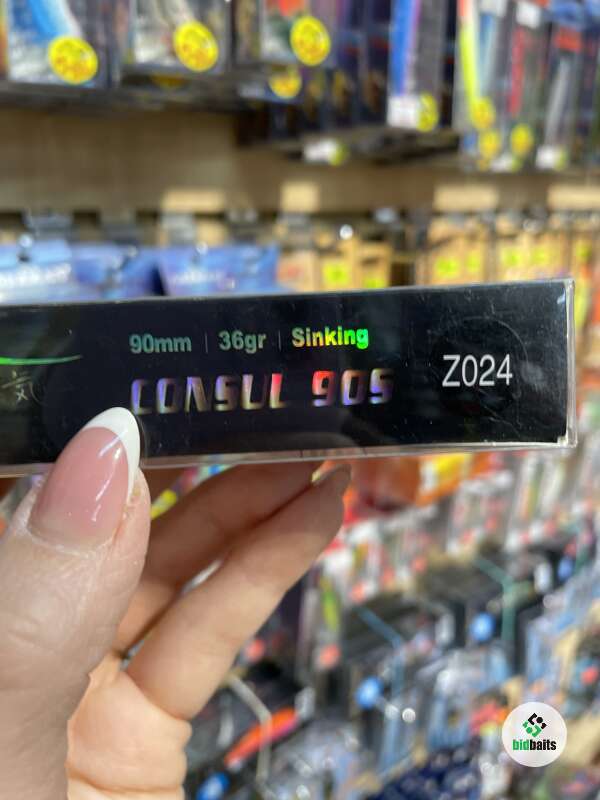 90mm | 36gr | Sinking
CONSUL 90S
Z024
bidbaits